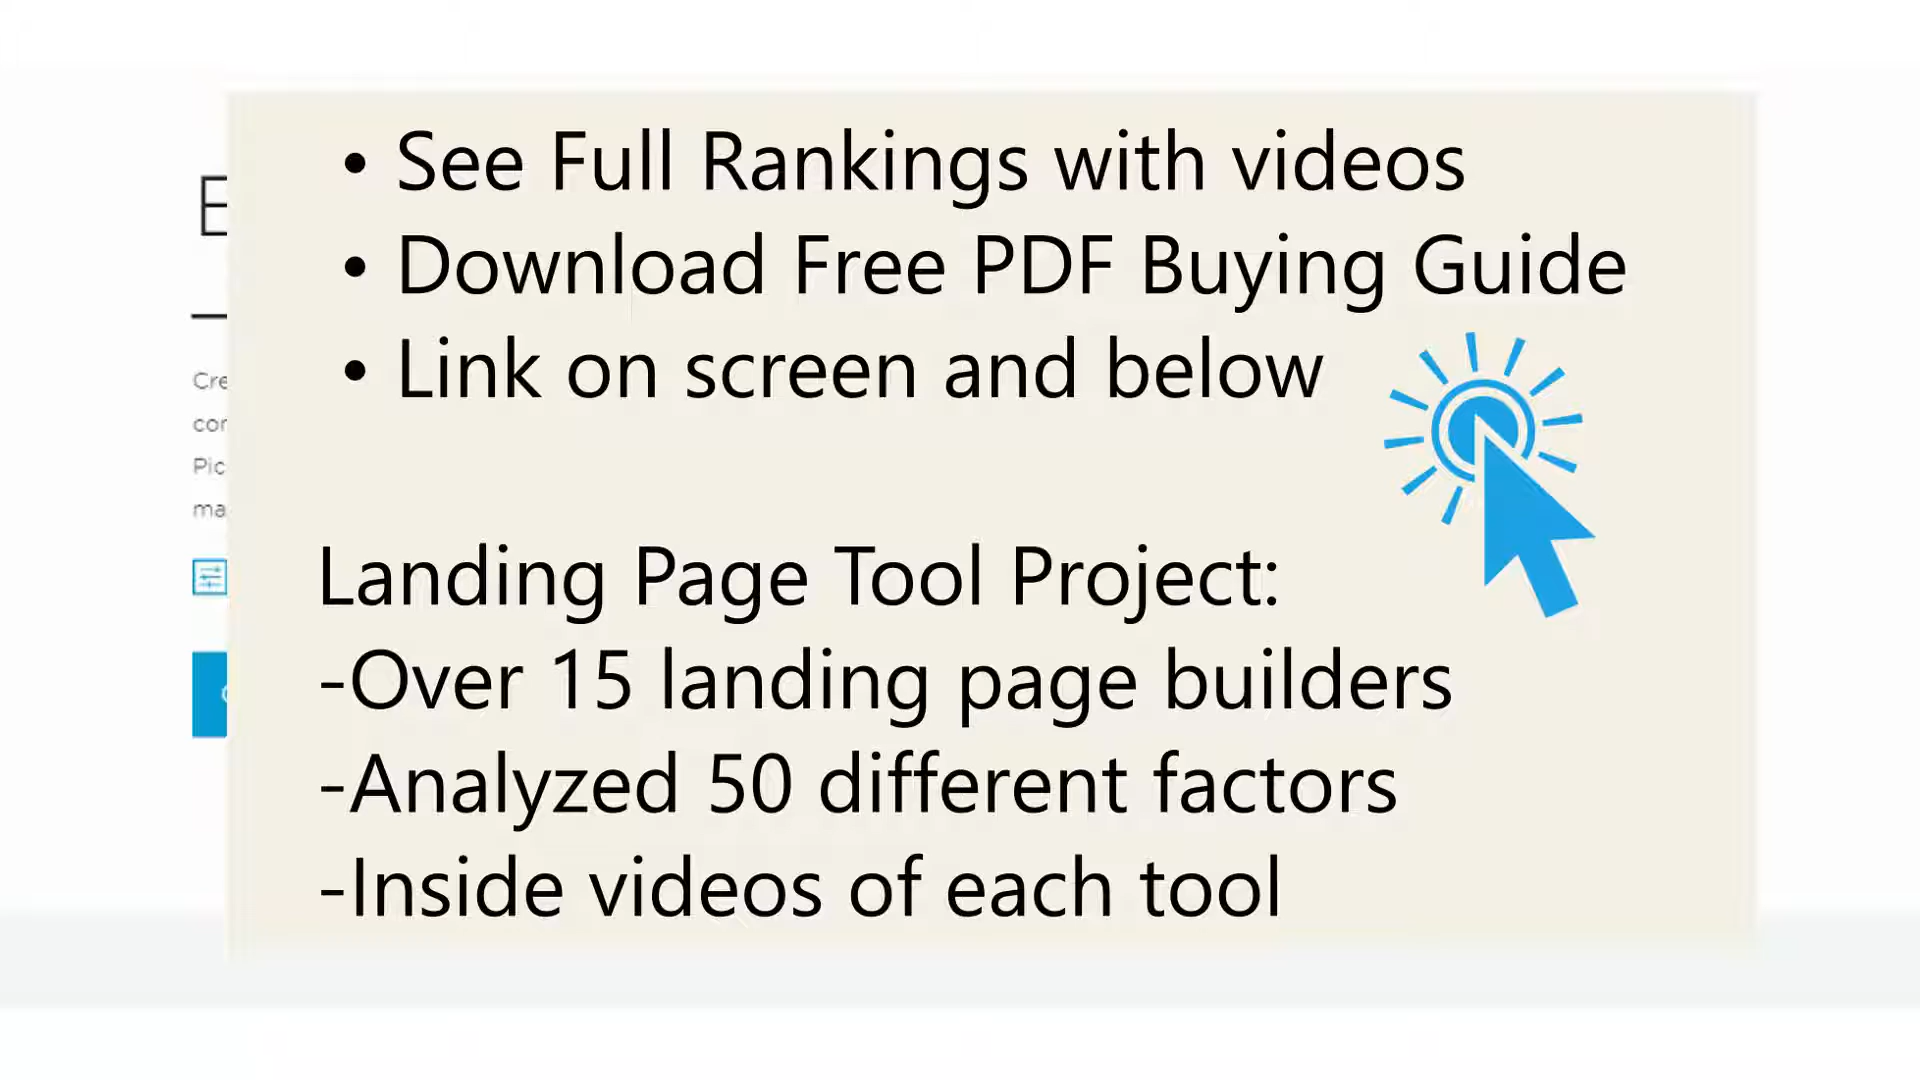 • See Full Rankings with videos
• Download Free PDF Buying Guide
• Link on screen and below
Landing Page Tool Project:
-Over 15 landing page builders
-Analyzed 50 different factors
-Inside videos of each tool